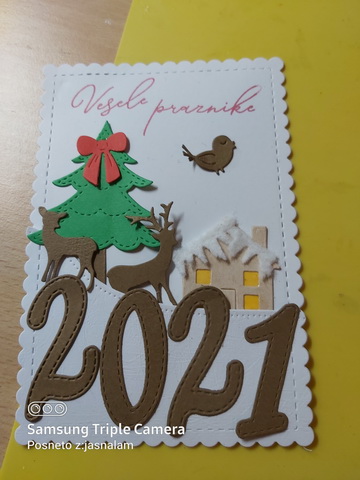 Vesele praznike
2021
Samsung Triple Camera
Posneto z:jasnalam